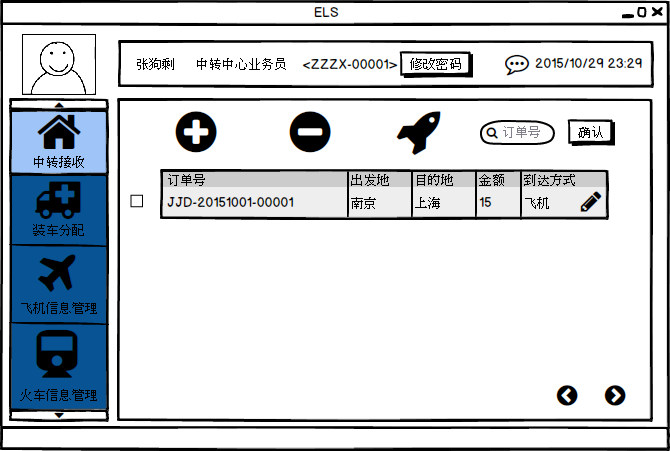 ELS
张狗剩 中转中心业务员 <ZZZX-00001> 修改密码 2015/10/29 23:29
中转接收
装车分配
飞机信息管理
火车信息管理
订单号 确认
订单号 出发地 目的地 金额 到达方式
JJD-20151001-00001 南京 上海 15 飞机